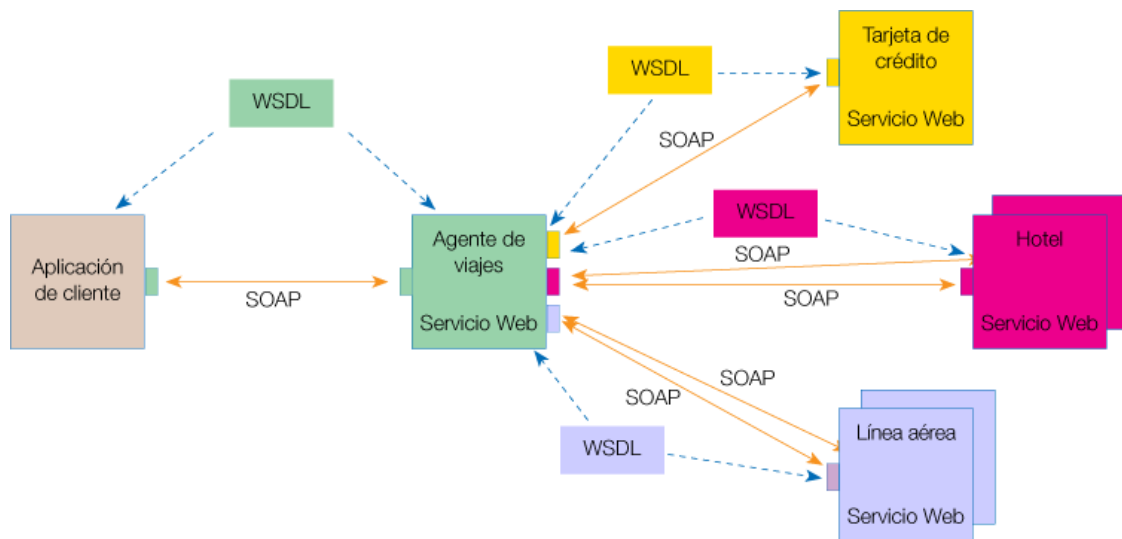 WSDL
Aplicación
de cliente
SOAP
Agente de
viajes
Servicio Web
WSDL
SOAP
Tarjeta de
crédito
Servicio Web
WSDL
SOAP
SOAP
Hotel
Servicio Web
SOAP
SOAP
WSDL
Línea aérea
Servicio Web